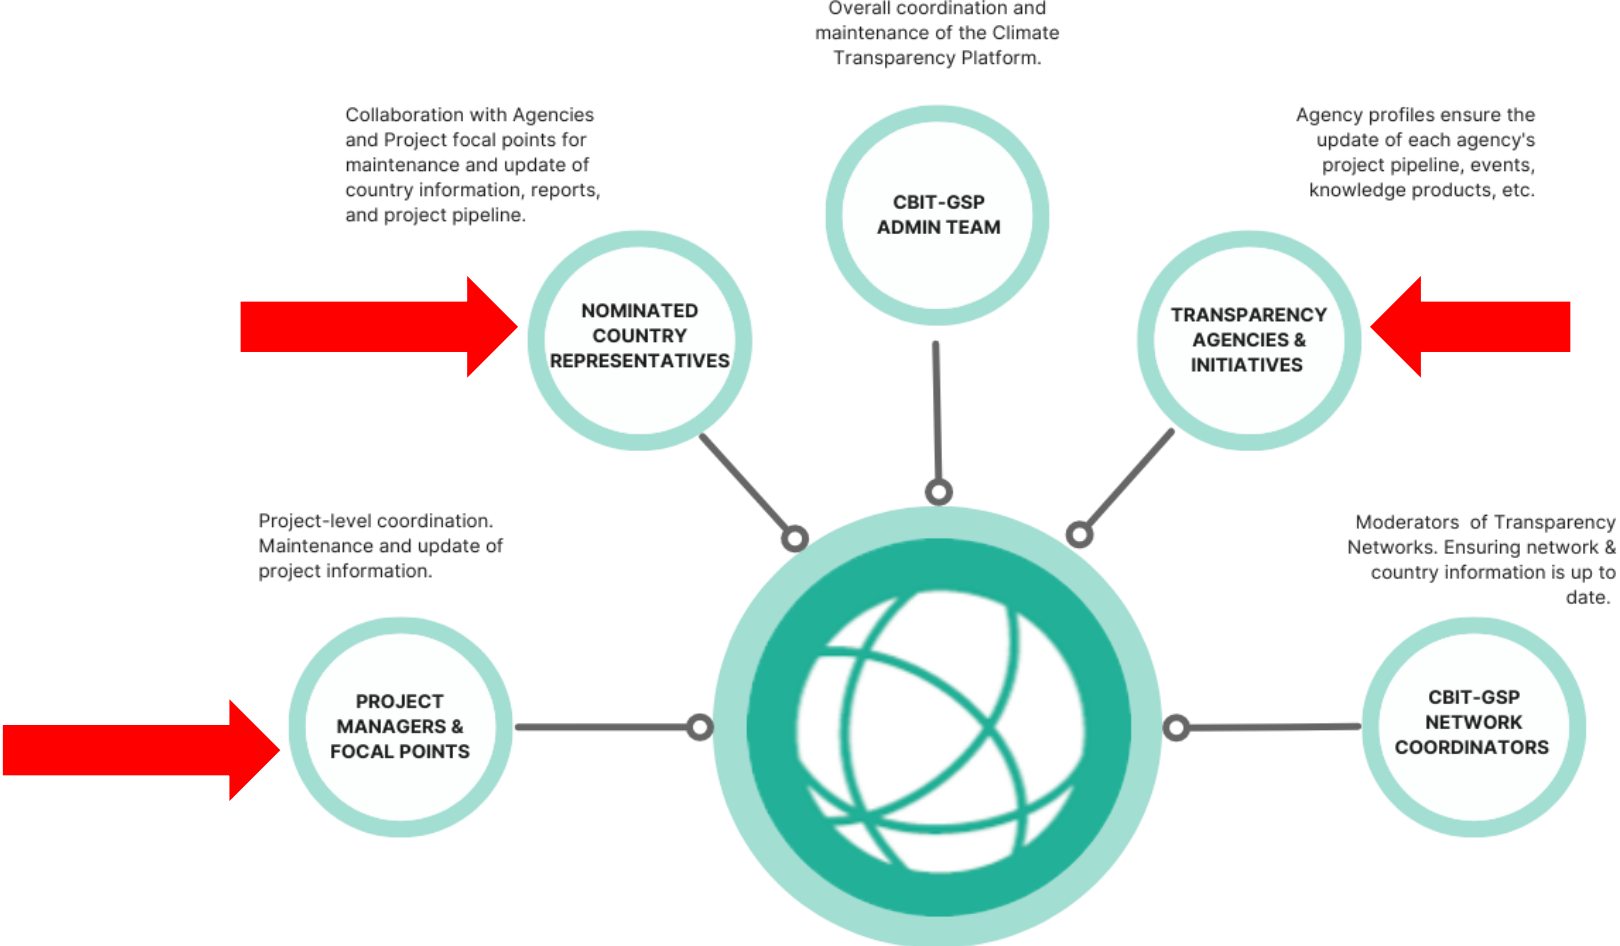 Overall coordination and
maintenance of the Climate
Transparency Platform.
Collaboration with Agencies
and Project focal points for
maintenance and update of
country information, reports,
and project pipeline.
Agency profiles ensure the
update of each agency's
project pipeline, events,
knowledge products, etc.
CBIT-GSP
ADMIN TEAM
NOMINATED
COUNTRY
REPRESENTATIVES
TRANSPARENCY
AGENCIES &
INITIATIVES
Project-level coordination.
Maintenance and update of
project information.
Moderators of Transparency
Networks. Ensuring network &
country information is up to
date.
PROJECT
MANAGERS &
FOCAL POINTS
CBIT-GSP
NETWORK
COORDINATORS